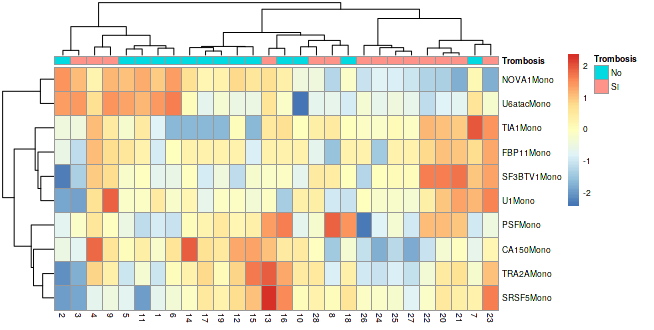 Trombosis
NOVA1Mono
U6atacMono
TIA1Mono
FBP11Mono
SF3BTV1Mono
U1Mono
PSFMono
CA150Mono
TRA2AMono
SRSF5Mono
2 3 4 9 5 11 1 6 14 17 19 12 15 13 16 10 28 8 18 26 24 25 27 22 20 21 7 23
2
1
0
-1
-2
Trombosis
No
SI